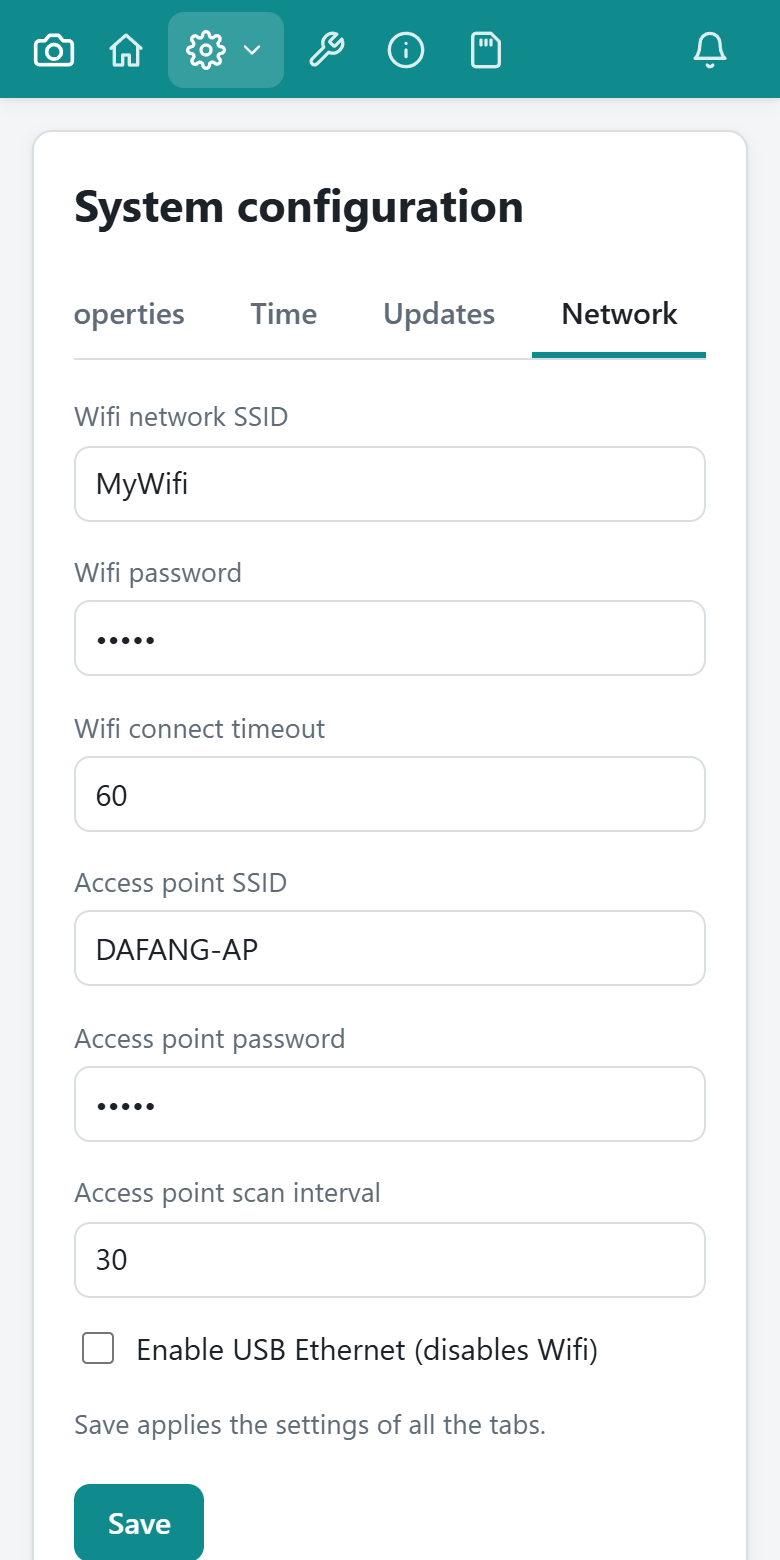 System configuration
operties Time Updates Network
Wifi network SSID
MyWifi
Wifi password
•••••
Wifi connect timeout
60
Access point SSID
DAFANG-AP
Access point password
•••••
Access point scan interval
30
Enable USB Ethernet (disables Wifi)
Save applies the settings of all the tabs.
Save